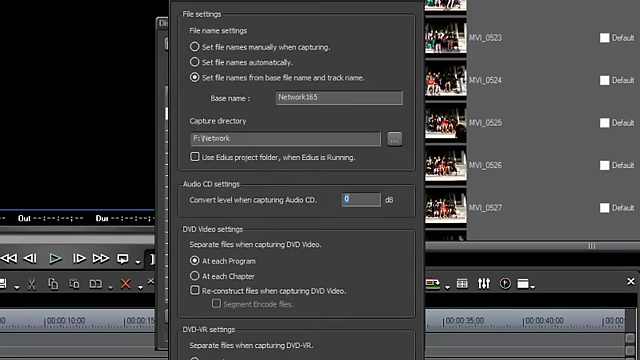 File settings
File name settings
Set file names manually when capturing.
Set file names automatically.
Set file names from base file name and track name.
Base name : Network165
Capture directory
F:\Network
...
Use Edius project folder, when Edius is Running.
Audio CD settings
Convert level when capturing Audio CD. 0 dB
DVD Video settings
Separate files when capturing DVD Video.
At each Program
At each Chapter
Re-construct files when capturing DVD Video.
Segment Encode files.
DVD-VR settings
Separate files when capturing DVD-VR.
MVI_0523 Default
MVI_0524 Default
MVI_0525 Default
MVI_0526 Default
MVI_0527 Default
Out --:--:--:-- Dur --:--:--
00:00:10:00
00:00:35:00 00:00:40:00